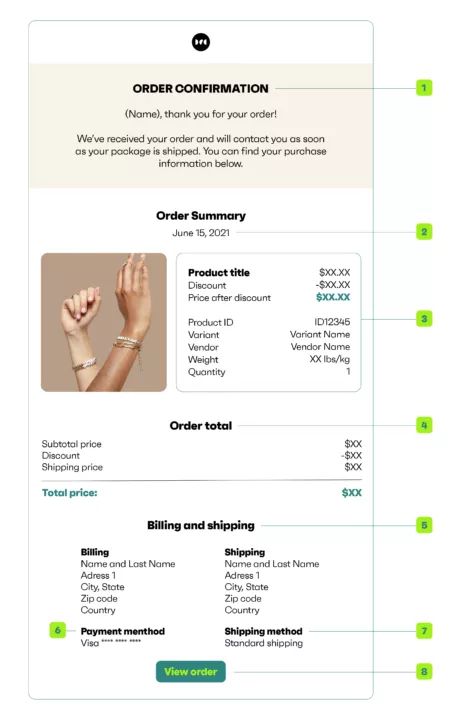 ORDER CONFIRMATION 1
(Name), thank you for your order!
We've received your order and will contact you as soon
as your package is shipped. You can find your purchase
information below.
Order Summary
June 15, 2021 2
Product title $XX.XX
Discount -$XX.XX
Price after discount $XX.XX
Product ID ID12345 3
Variant Variant Name
Vendor Vendor Name
Weight XX lbs/kg
Quantity 1
Order total 4
Subtotal price $XX
Discount -$XX
Shipping price $XX
Total price: $XX
Billing and shipping 5
Billing Shipping
Name and Last Name Name and Last Name
Adress 1 Adress 1
City, State City, State
Zip code Zip code
Country Country
6 Payment menthod Shipping method 7
Visa **** **** **** Standard shipping
View order 8